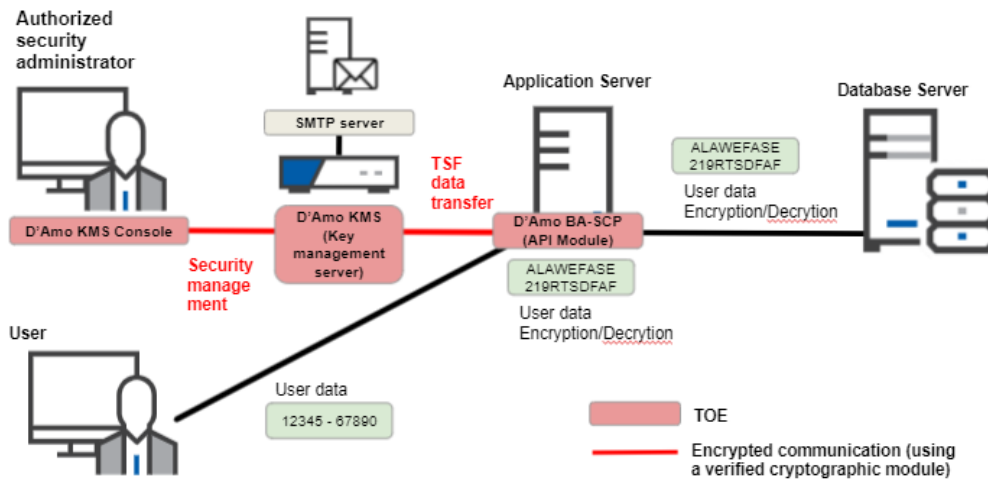 Authorized
security
administrator
SMTP server
D'Amo KMS Console
D'Amo KMS
(Key
management
server)
Security
manage
ment
TSF
data
transfer
Application Server
D'Amo BA-SCP
(API Module)
ALAWEFASE
219RTSDFAF
User data
Encryption/Decrytion
Database Server
ALAWEFASE
219RTSDFAF
User data
Encryption/Decrytion
User
User data
12345 - 67890
TOE
Encrypted communication (using
a verified cryptographic module)